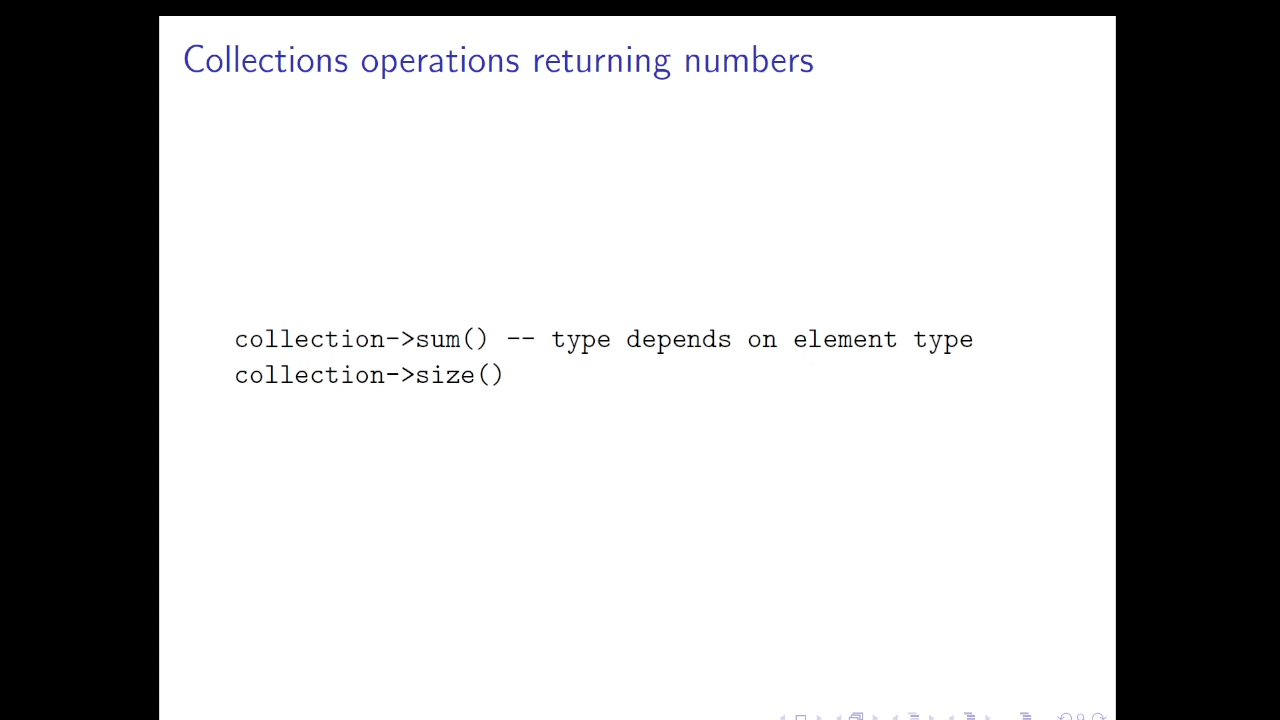 Collections operations returning numbers
collection->sum() -- type depends on element type
collection->size()